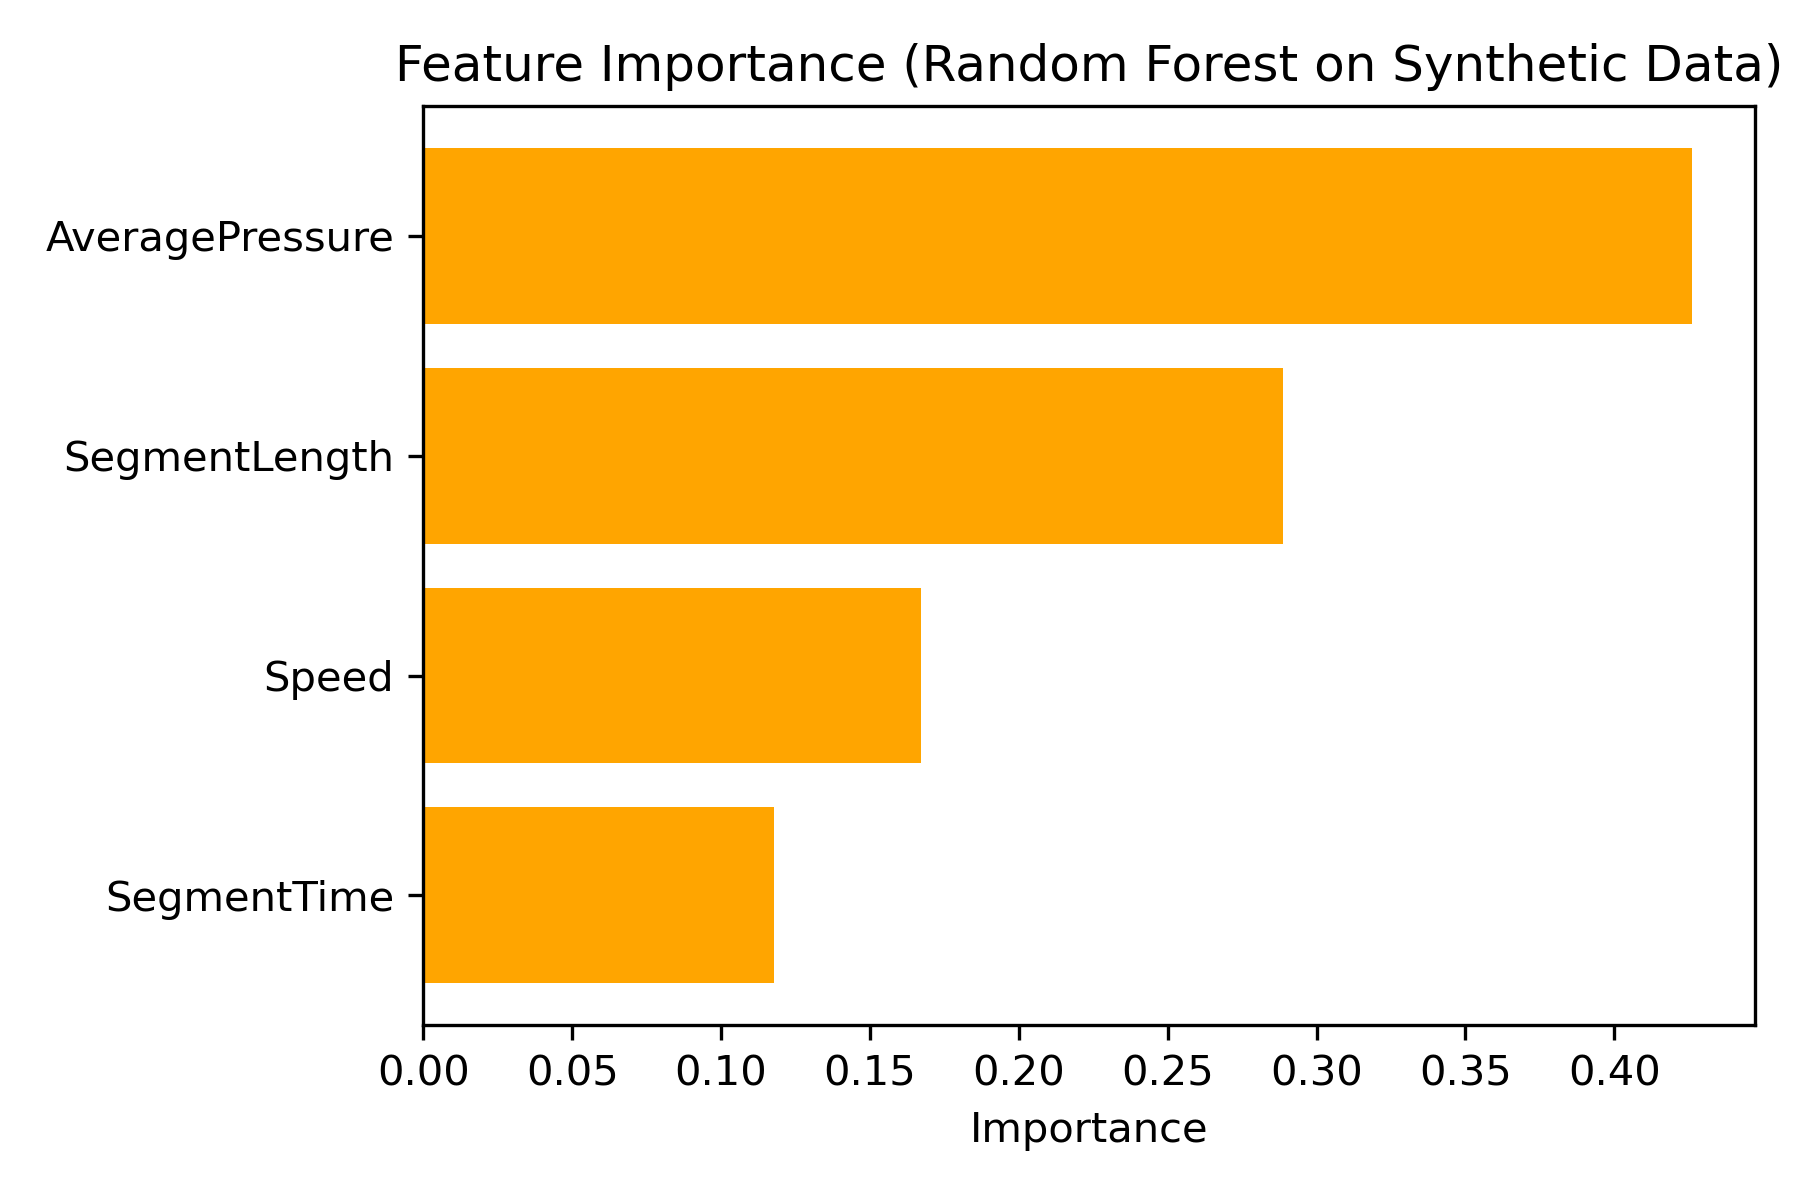 Feature Importance (Random Forest on Synthetic Data)
AveragePressure
SegmentLength
Speed
SegmentTime
0.00 0.05 0.10 0.15 0.20 0.25 0.30 0.35 0.40
Importance